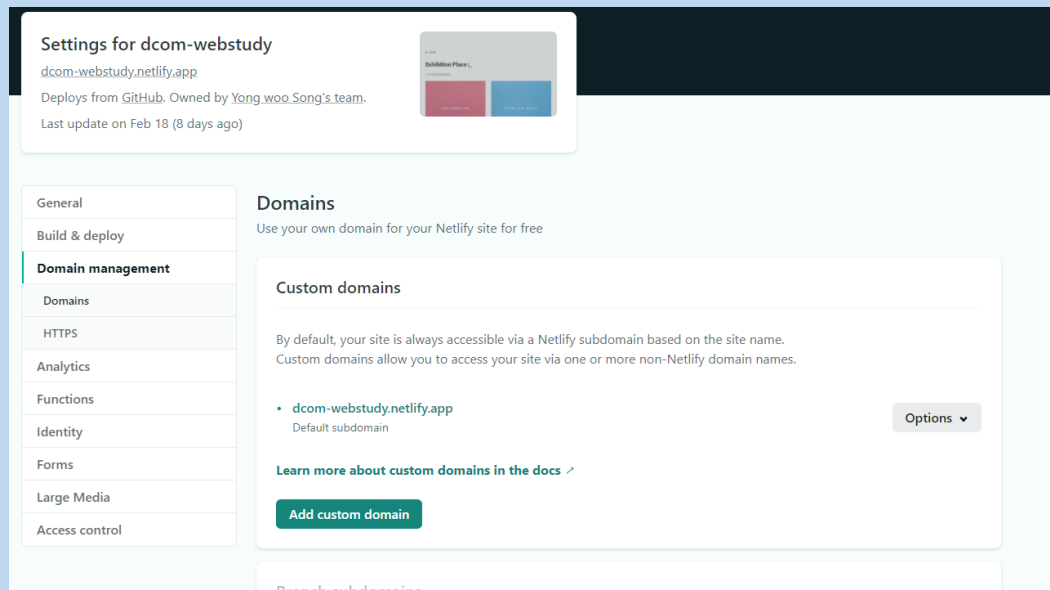 Settings for dcom-webstudy
dcom-webstudy.netlify.app
Deploys from GitHub. Owned by Yong woo Song's team.
Last update on Feb 18 (8 days ago)
Exhibition Place :_
General
Build & deploy
Domain management
Domains
HTTPS
Analytics
Functions
Identity
Forms
Large Media
Access control
Domains
Use your own domain for your Netlify site for free
Custom domains
By default, your site is always accessible via a Netlify subdomain based on the site name.
Custom domains allow you to access your site via one or more non-Netlify domain names.
• dcom-webstudy.netlify.app
Default subdomain
Options
Learn more about custom domains in the docs ↗
Add custom domain
Branch subdomains